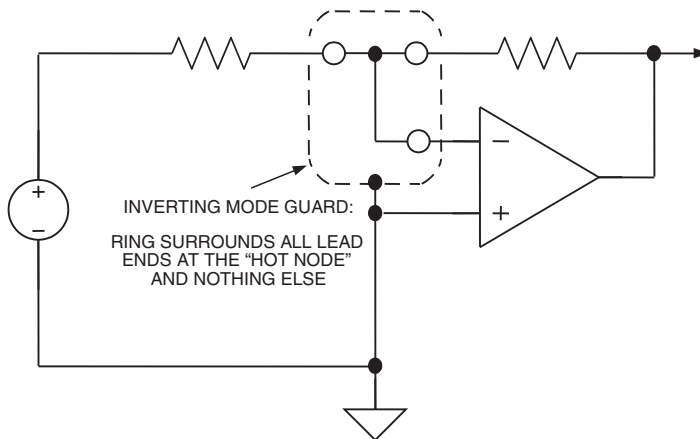 +
−
−
+
INVERTING MODE GUARD:
RING SURROUNDS ALL LEAD
ENDS AT THE “HOT NODE”
AND NOTHING ELSE